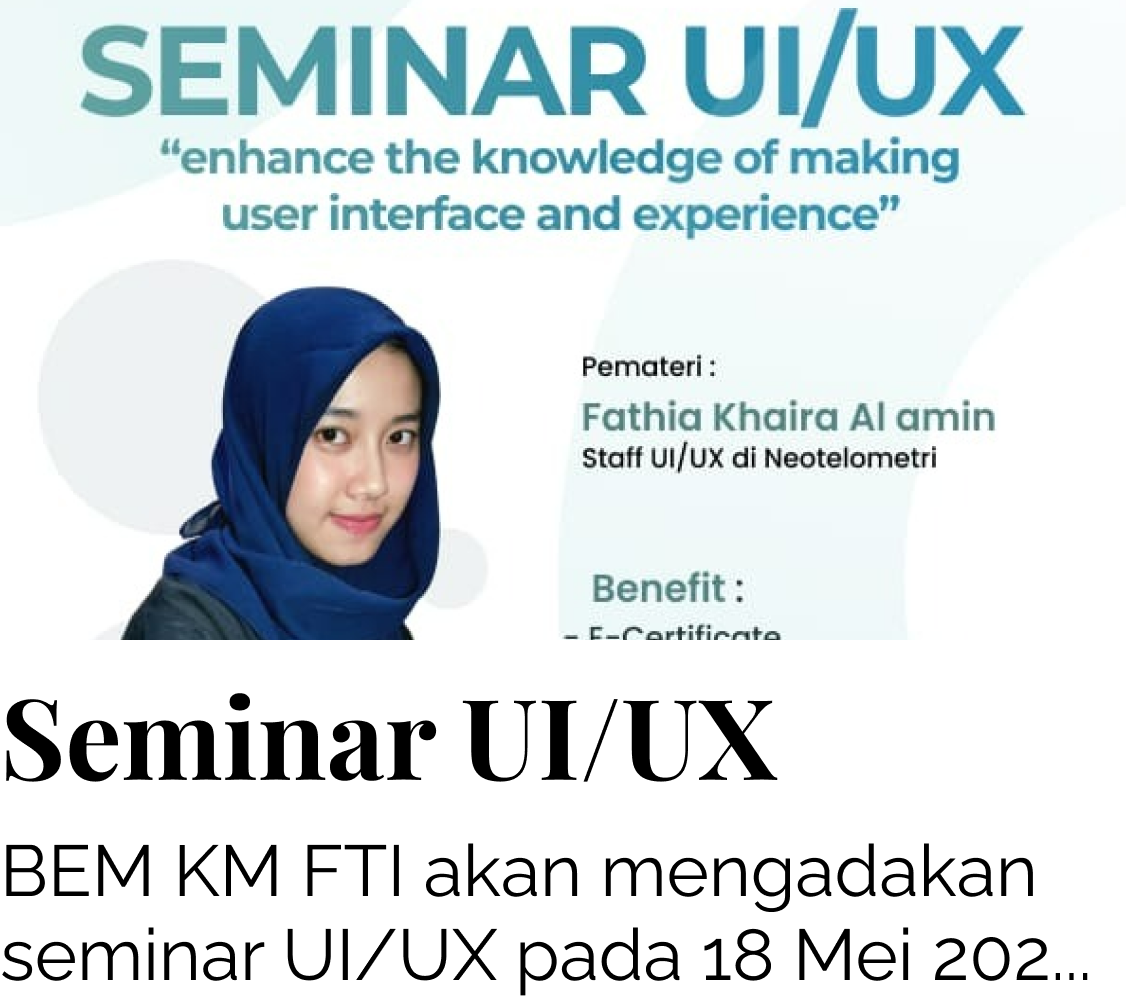 SEMINAR UI/UX
“enhance the knowledge of making
user interface and experience”
Pemateri :
Fathia Khaira Al amin
Staff UI/UX di Neotelometri
Benefit :
- E-Certificate
Seminar UI/UX
BEM KM FTI akan mengadakan
seminar UI/UX pada 18 Mei 202...